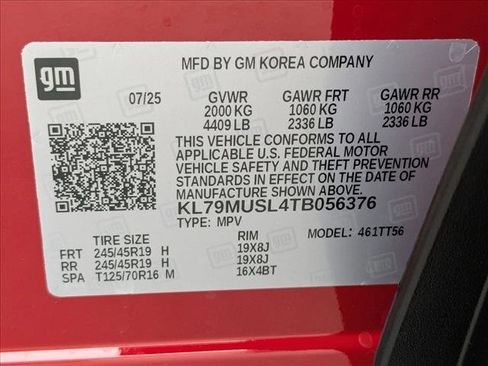 gm
MFD BY GM KOREA COMPANY
07/25 GVWR GAWR FRT GAWR RR
2000 KG 1060 KG 1060 KG
4409 LB 2336 LB 2336 LB
THIS VEHICLE CONFORMS TO ALL
APPLICABLE U.S. FEDERAL MOTOR
VEHICLE SAFETY AND THEFT PREVENTION
STANDARDS IN EFFECT ON THE DATE OF
MANUFACTURE SHOWN ABOVE.
KL79MUSL4TB056376
TYPE: MPV
TIRE SIZE RIM MODEL: 461TT56
FRT 245/45R19 H 19X8J
RR 245/45R19 H 19X8J
SPA T125/70R16 M 16X4BT